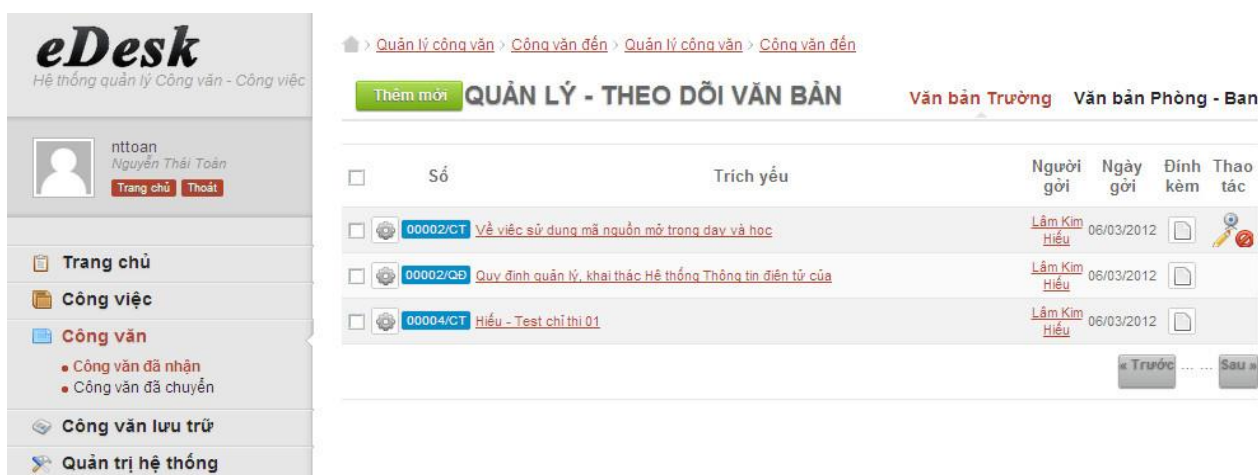 eDesk
Hệ thống quản lý Công văn - Công việc
nttoan
Nguyễn Thái Toàn
Trang chủ Thoát
Trang chủ
Công việc
Công văn
Công văn đã nhận
Công văn đã chuyển
Công văn lưu trữ
Quản trị hệ thống
> Quản lý công văn > Công văn đến > Quản lý công văn > Công văn đến
Thêm mới QUẢN LÝ - THEO DÕI VĂN BẢN Văn bản Trường Văn bản Phòng - Ban
Số Trích yếu Người gởi Ngày gởi Đính kèm Thao tác
00002/CT Về việc sử dụng mã nguồn mở trong dạy và học Lâm Kim Hiếu 06/03/2012
00002/QĐ Quy định quản lý, khai thác Hệ thống Thông tin điện tử của Lâm Kim Hiếu 06/03/2012
00004/CT Hiếu - Test chỉ thị 01 Lâm Kim Hiếu 06/03/2012
« Trước ... ... Sau »